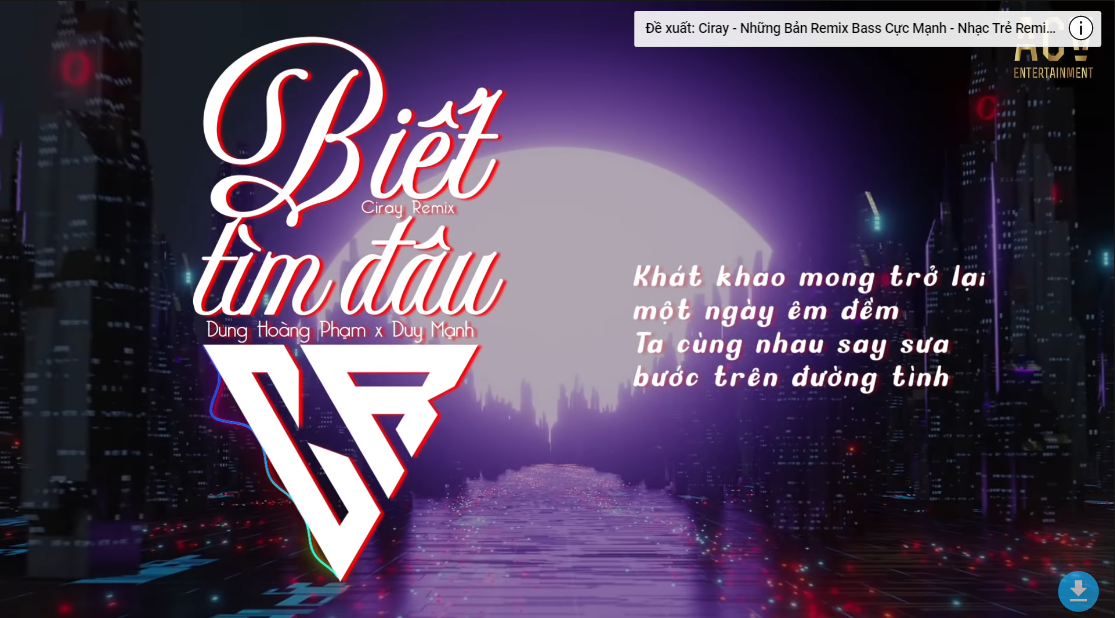 Đề xuất: Ciray - Những Bản Remix Bass Cực Mạnh - Nhạc Trẻ Remi...
ENTERTAINMENT
Biết
Ciray Remix
tìm đâu
Dung Hoàng Phạm x Duy Mạnh
Khát khao mong trở lại
một ngày êm đềm
Ta cùng nhau say sưa
bước trên đường tình